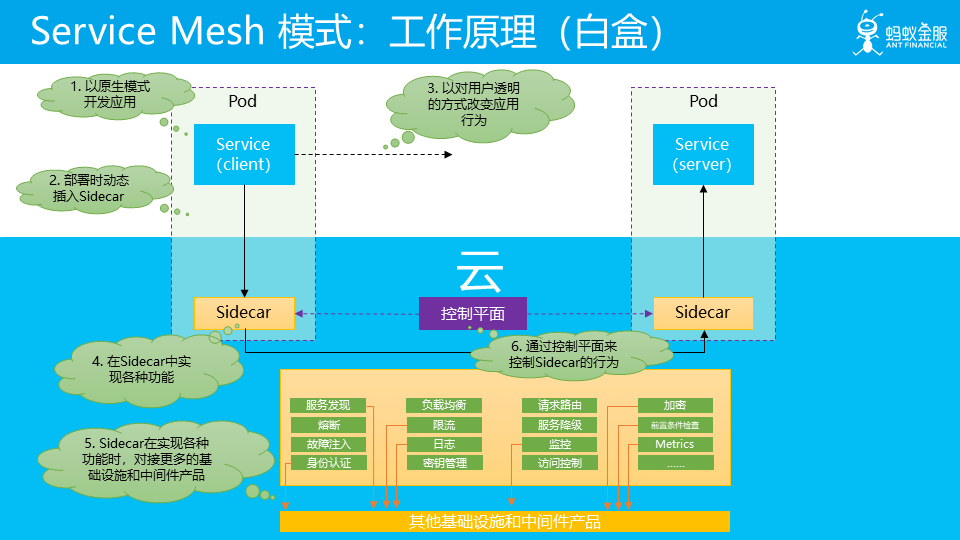 Service Mesh 模式：工作原理（白盒）
蚂蚁金服
ANT FINANCIAL
1. 以原生模式
开发应用
Pod
3. 以对用户透明
的方式改变应用
行为
Pod
Service
（client）
Service
（server）
2. 部署时动态
插入Sidecar
云
Sidecar
控制平面
Sidecar
4. 在Sidecar中实
现各种功能
6. 通过控制平面来
控制Sidecar的行为
服务发现
负载均衡
请求路由
加密
熔断
限流
服务降级
前置条件检查
故障注入
日志
监控
Metrics
身份认证
密钥管理
访问控制
......
5. Sidecar在实现各种
功能时，对接更多的基
础设施和中间件产品
其他基础设施和中间件产品